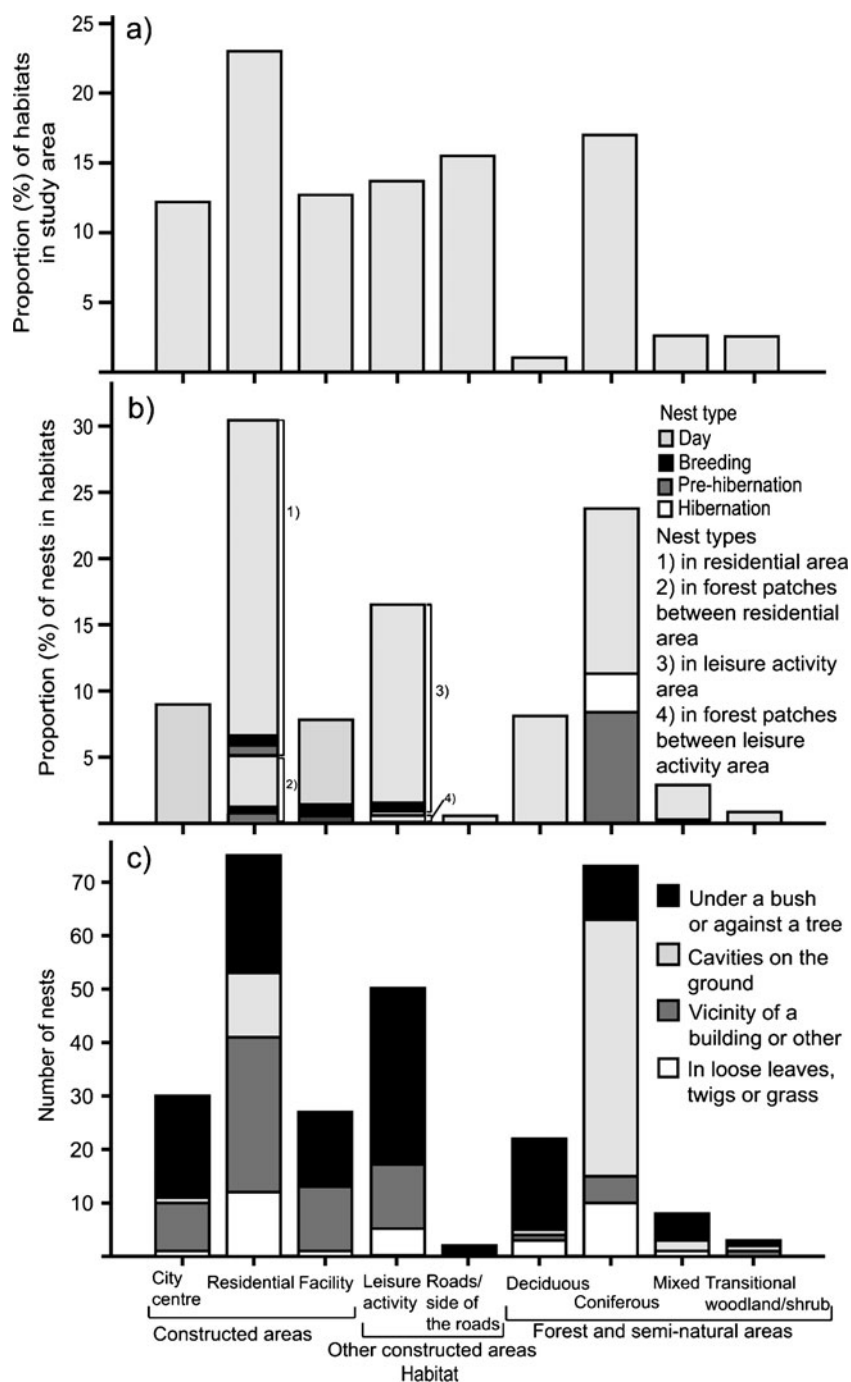 a)
Proportion (%) of habitats
in study area
25
20
15
10
5
b)
Proportion (%) of nests in habitats
30
25
20
15
10
5
1)
2)
3)
4)
Nest type
Day
Breeding
Pre-hibernation
Hibernation
Nest types
1) in residential area
2) in forest patches
between residential
area
3) in leisure activity
area
4) in forest patches
between leisure
activity area
c)
Number of nests
70
60
50
40
30
20
10
Under a bush
or against a tree
Cavities on the
ground
Vicinity of a
building or other
In loose leaves,
twigs or grass
City
centre
Residential
Facility
Leisure
activity
Roads/
side of
the roads
Deciduous
Coniferous
Mixed
Transitional
woodland/shrub
Constructed areas
Other constructed areas
Forest and semi-natural areas
Habitat